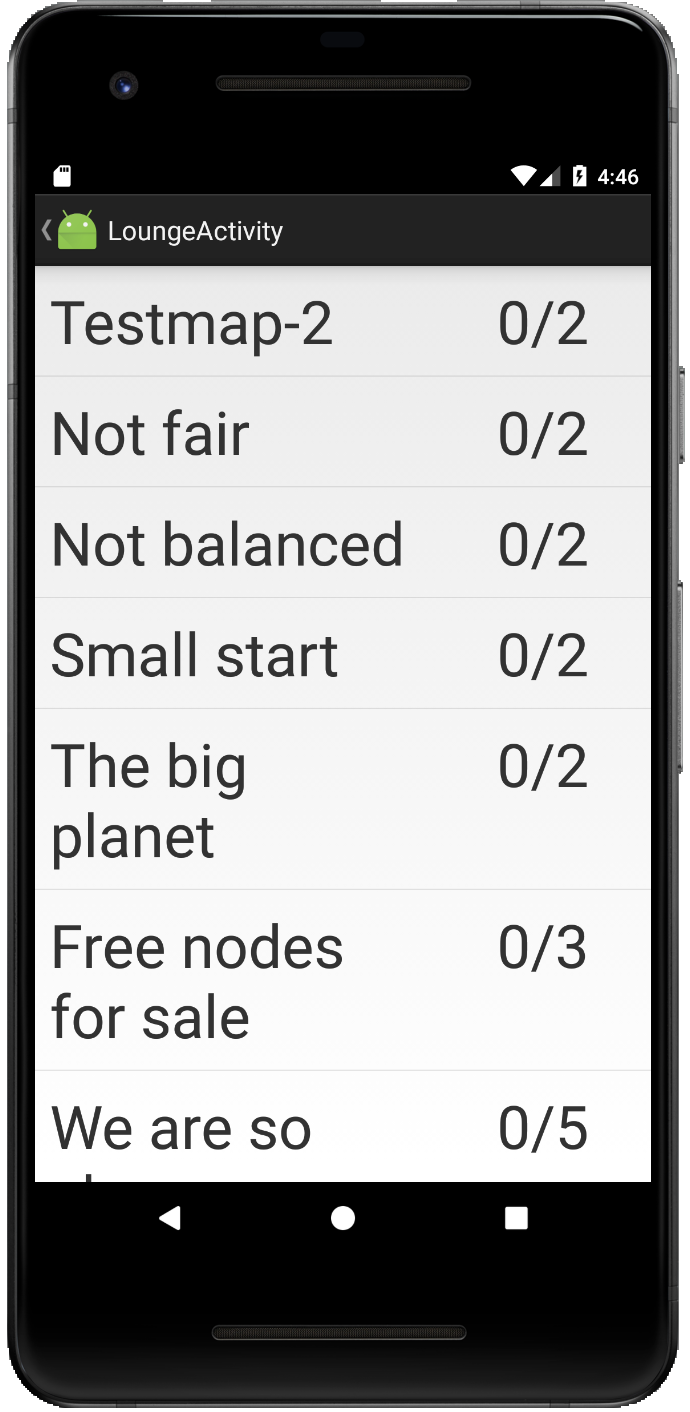 4:46
LoungeActivity
Testmap-2 0/2
Not fair 0/2
Not balanced 0/2
Small start 0/2
The big 0/2
planet
Free nodes 0/3
for sale
We are so 0/5